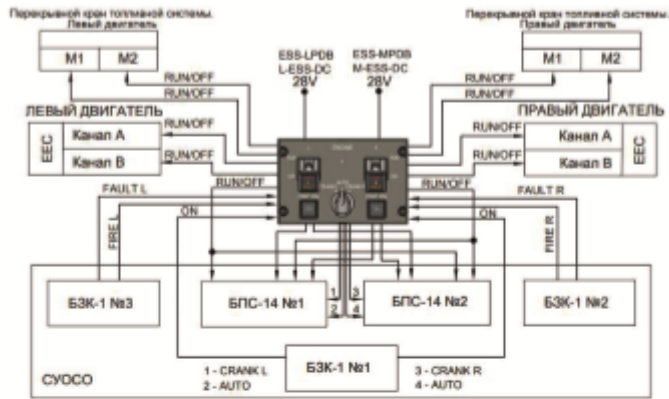 Перекрывной кран топливной системы.
Левый двигатель
M1 M2
Перекрывной кран топливной системы.
Правый двигатель
M1 M2
ESS-LPDB
L-ESS-DC
28V
ESS-MPDB
M-ESS-DC
28V
RUN/OFF
RUN/OFF
RUN/OFF
RUN/OFF
ЛЕВЫЙ ДВИГАТЕЛЬ
EEC
Канал А
Канал В
RUN/OFF
RUN/OFF
RUN/OFF
ПРАВЫЙ ДВИГАТЕЛЬ
Канал А
Канал В
EEC
RUN/OFF
RUN/OFF
RUN/OFF
FAULT L
FIRE L
ON
FAULT R
FIRE R
ON
БЗК-1 №3
БПС-14 №1
1
2
3
4
БПС-14 №2
БЗК-1 №2
БЗК-1 №1
1 - CRANK L
2 - AUTO
3 - CRANK R
4 - AUTO
СУОСО